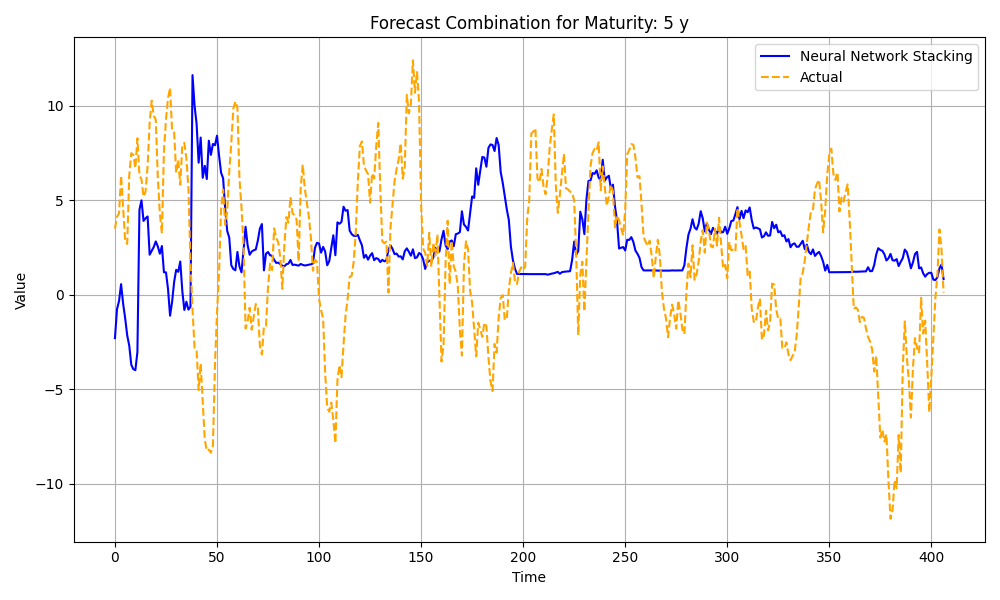 Forecast Combination for Maturity: 5 y
Neural Network Stacking
Actual
Value
10
5
0
−5
−10
0 50 100 150 200 250 300 350 400
Time